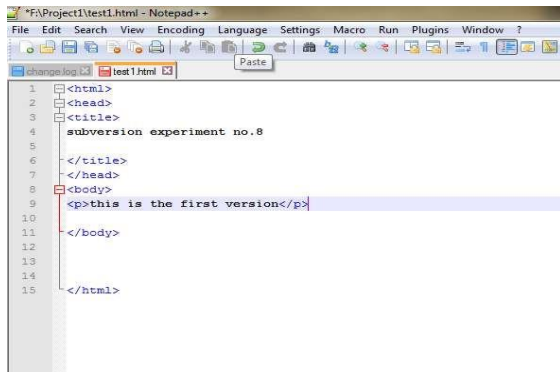 *F:\Project1\test1.html - Notepad++
File Edit Search View Encoding Language Settings Macro Run Plugins Window ?
Paste
change.log test1.html
1 <html>
2 <head>
3 <title>
4 subversion experiment no.8
5
6 </title>
7 </head>
8 <body>
9 <p>this is the first version</p>
10
11 </body>
12
13
14
15 </html>